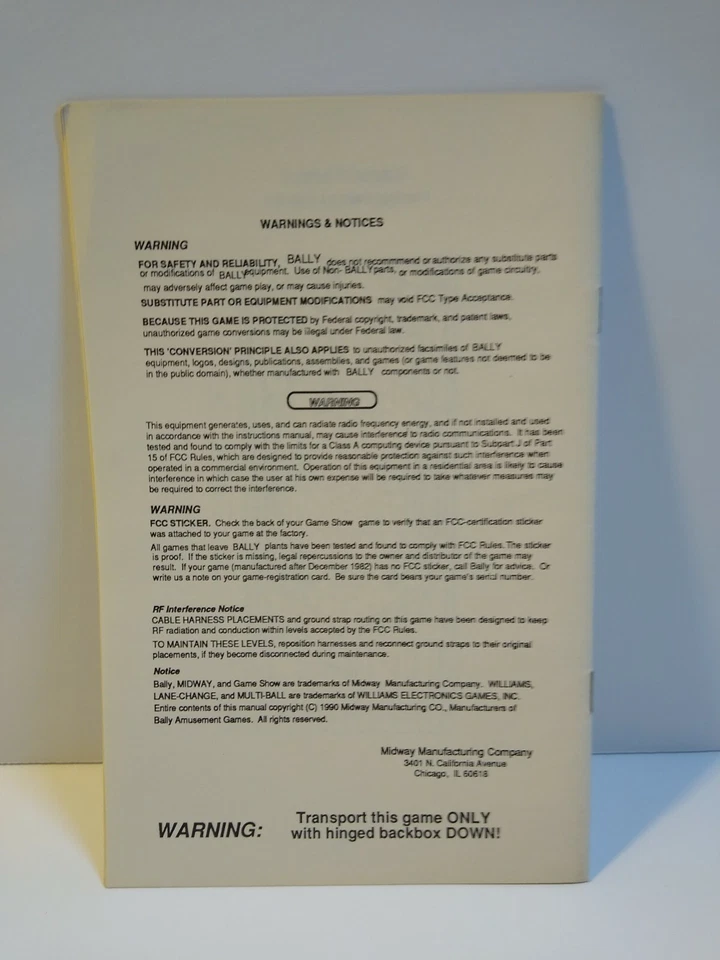 WARNINGS & NOTICES
WARNING
FOR SAFETY AND RELIABILITY, BALLY does not recommmend or authorize any substitute parts
or modifications of BALLY equipment. Use of Non- BALLY parts, or modifications of game circuitry,
may adversely affect game play, or may cause injuries.
SUBSTITUTE PART OR EQUIPMENT MODIFICATIONS may void FCC Type Acceptance.
BECAUSE THIS GAME IS PROTECTED by Federal copyright, trademark, and patent laws,
unauthorized game conversions may be illegal under Federal law.
THIS 'CONVERSION' PRINCIPLE ALSO APPLIES to unauthorized facsimiles of BALLY
equipment, logos, designs, publications, assemblies, and games (or game features not deemed to be
in the public domain), whether manufactured with BALLY components or not.
WARNING
This equipment generates, uses, and can radiate radio frequency energy, and if not installed and used
in accordance with the instructions manual, may cause interference to radio communications. It has been
tested and found to comply with the limits for a Class A computing device pursuant to Subpart J of Part
15 of FCC Rules, which are designed to provide reasonable protection against such interference when
operated in a commercial environment. Operation of this equipment in a residential area is likely to cause
interference in which case the user at his own expense will be required to take whatever measures may
be required to correct the interference.
WARNING
FCC STICKER. Check the back of your Game Show game to verify that an FCC-certification sticker
was attached to your game at the factory.
All games that leave BALLY plants have been tested and found to comply with FCC Rules. The sticker
is proof. If the sticker is missing, legal repercussions to the owner and distributor of the game may
result. If your game (manufactured after December 1982) has no FCC sticker, call Bally for advice. Or
write us a note on your game-registration card. Be sure the card bears your game's serial number.
RF Interference Notice
CABLE HARNESS PLACEMENTS and ground strap routing on this game have been designed to keep
RF radiation and conduction within levels accepted by the FCC Rules.
TO MAINTAIN THESE LEVELS, reposition harnesses and reconnect ground straps to their original
placements, if they become disconnected during maintenance.
Notice
Bally, MIDWAY, and Game Show are trademarks of Midway Manufacturing Company. WILLIAMS,
LANE-CHANGE, and MULTI-BALL are trademarks of WILLIAMS ELECTRONICS GAMES, INC.
Entire contents of this manual copyright (C) 1990 Midway Manufacturing CO., Manufacturers of
Bally Amusement Games. All rights reserved.
Midway Manufacturing Company
3401 N. California Avenue
Chicago, IL 60618
WARNING: Transport this game ONLY
with hinged backbox DOWN!